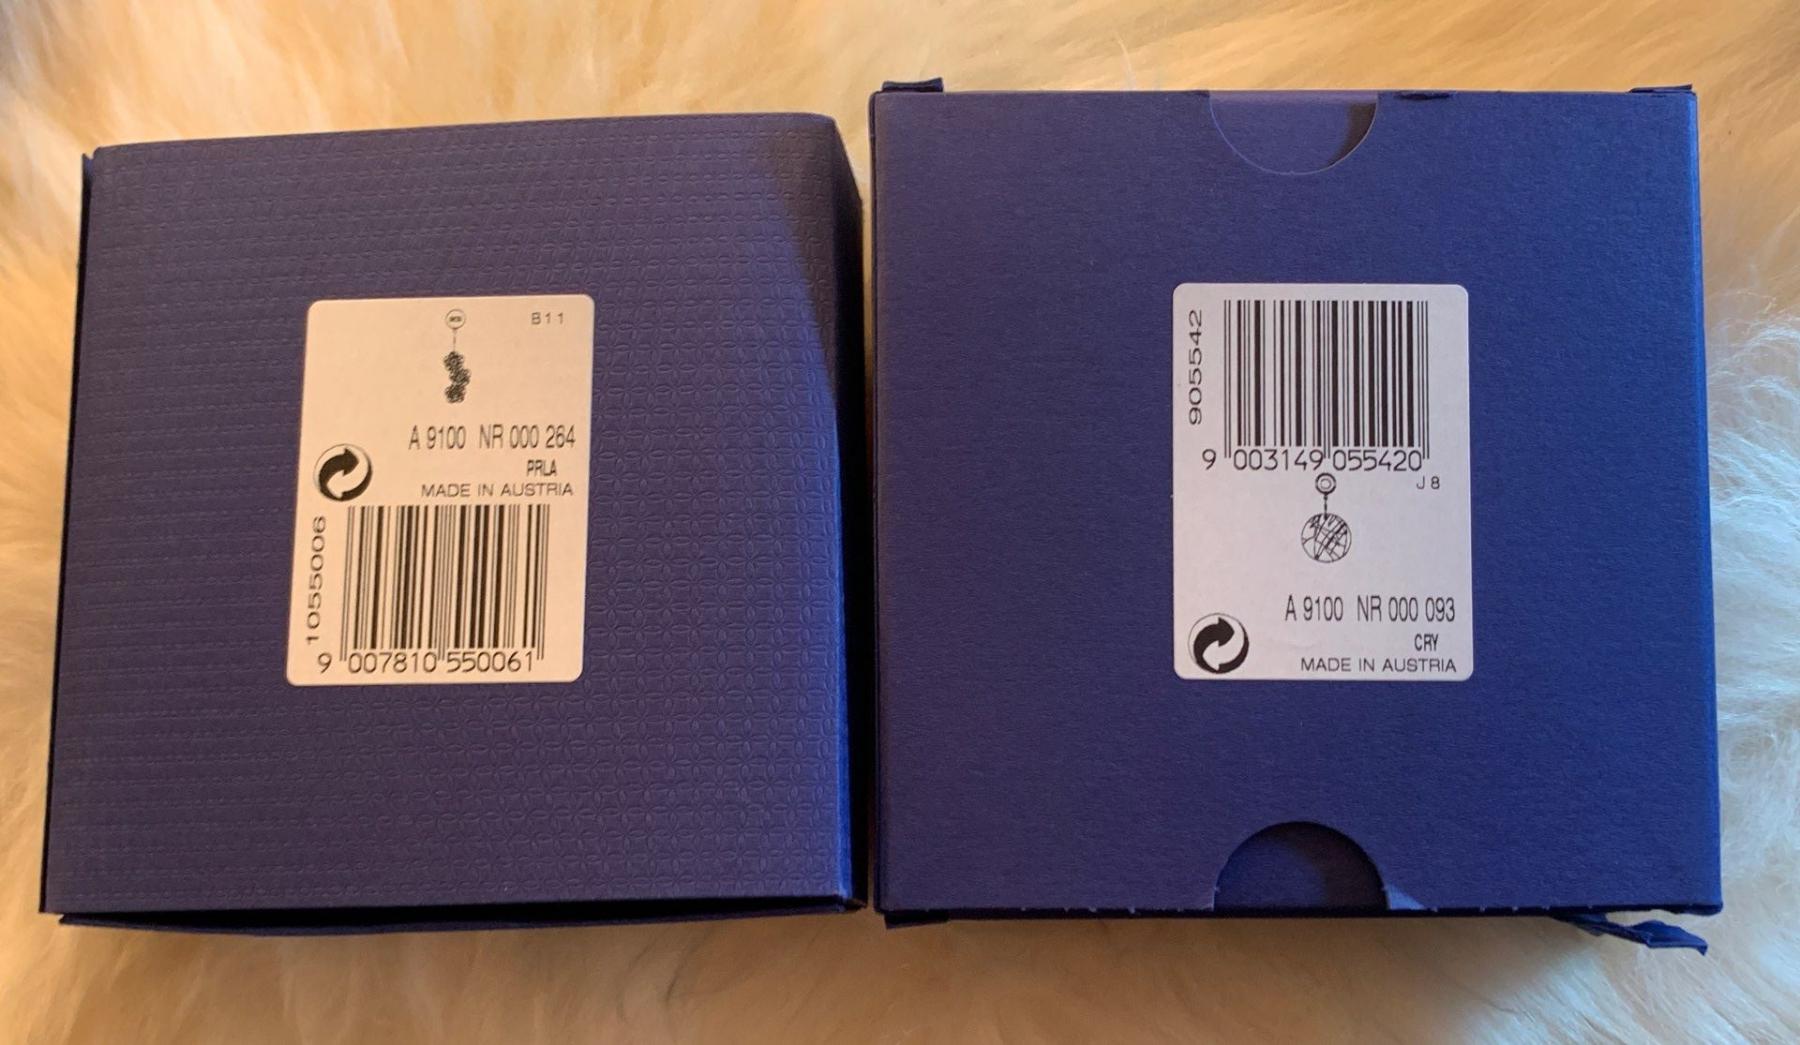 B11
A 9100 NR 000 264
PRLA
MADE IN AUSTRIA
1055006
9 007810 550061
905542
9 003149 055420
J 8
A 9100 NR 000 093
CRY
MADE IN AUSTRIA